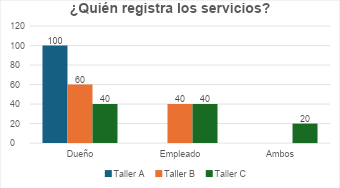 ¿Quién registra los servicios?
120
100
80
60
40
20
0
100
60
40
40
40
20
Dueño
Empleado
Ambos
Taller A
Taller B
Taller C